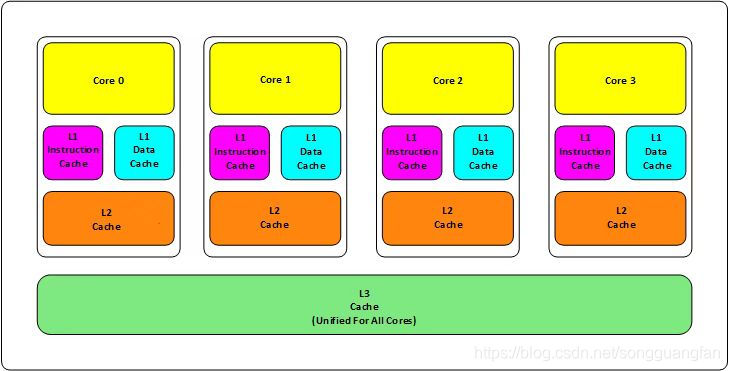 Core 0
L1
Instruction
Cache
L1
Data
Cache
L2
Cache
Core 1
L1
Instruction
Cache
L1
Data
Cache
L2
Cache
Core 2
L1
Instruction
Cache
L1
Data
Cache
L2
Cache
Core 3
L1
Instruction
Cache
L1
Data
Cache
L2
Cache
L3
Cache
(Unified For All Cores)
https://blog.csdn.net/songguangfan